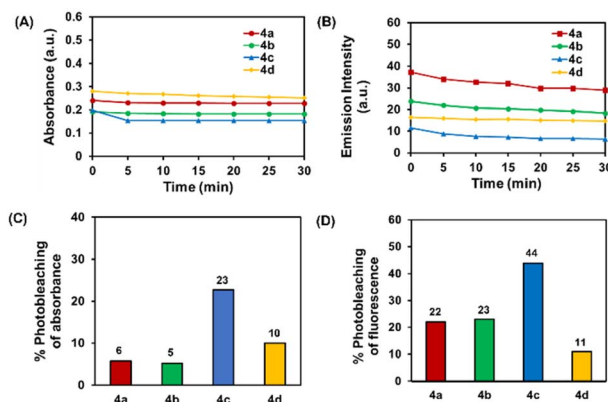 (A)
Absorbance (a.u.)
0.6
0.5
0.4
0.3
0.2
0.1
0
0 5 10 15 20 25 30
Time (min)
4a
4b
4c
4d
(B)
Emission Intensity
(a.u.)
60
50
40
30
20
10
0
0 5 10 15 20 25 30
Time (min)
4a
4b
4c
4d
(C)
% Photobleaching
of absorbance
40
30
20
10
0
6
5
23
10
4a 4b 4c 4d
(D)
% Photobleaching
of fluorescence
60
50
40
30
20
10
0
22
23
44
11
4a 4b 4c 4d